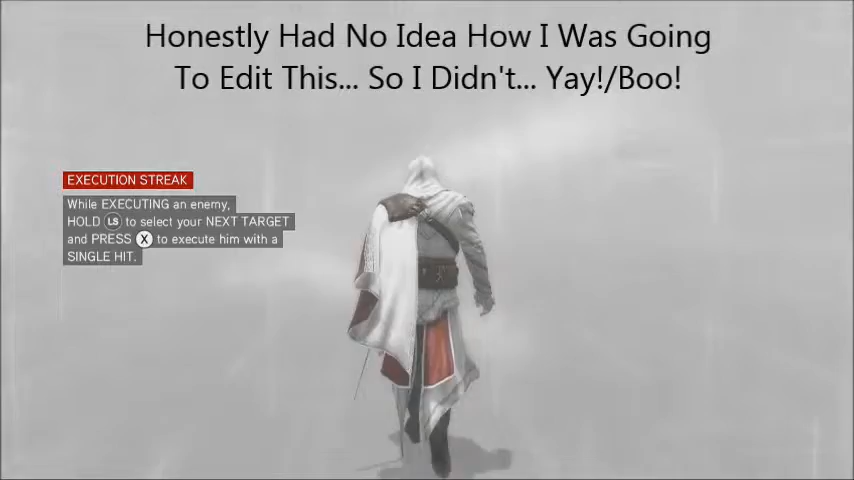 Honestly Had No Idea How I Was Going
To Edit This... So I Didn't... Yay!/Boo!
EXECUTION STREAK
While EXECUTING an enemy,
HOLD LS to select your NEXT TARGET
and PRESS X to execute him with a
SINGLE HIT.